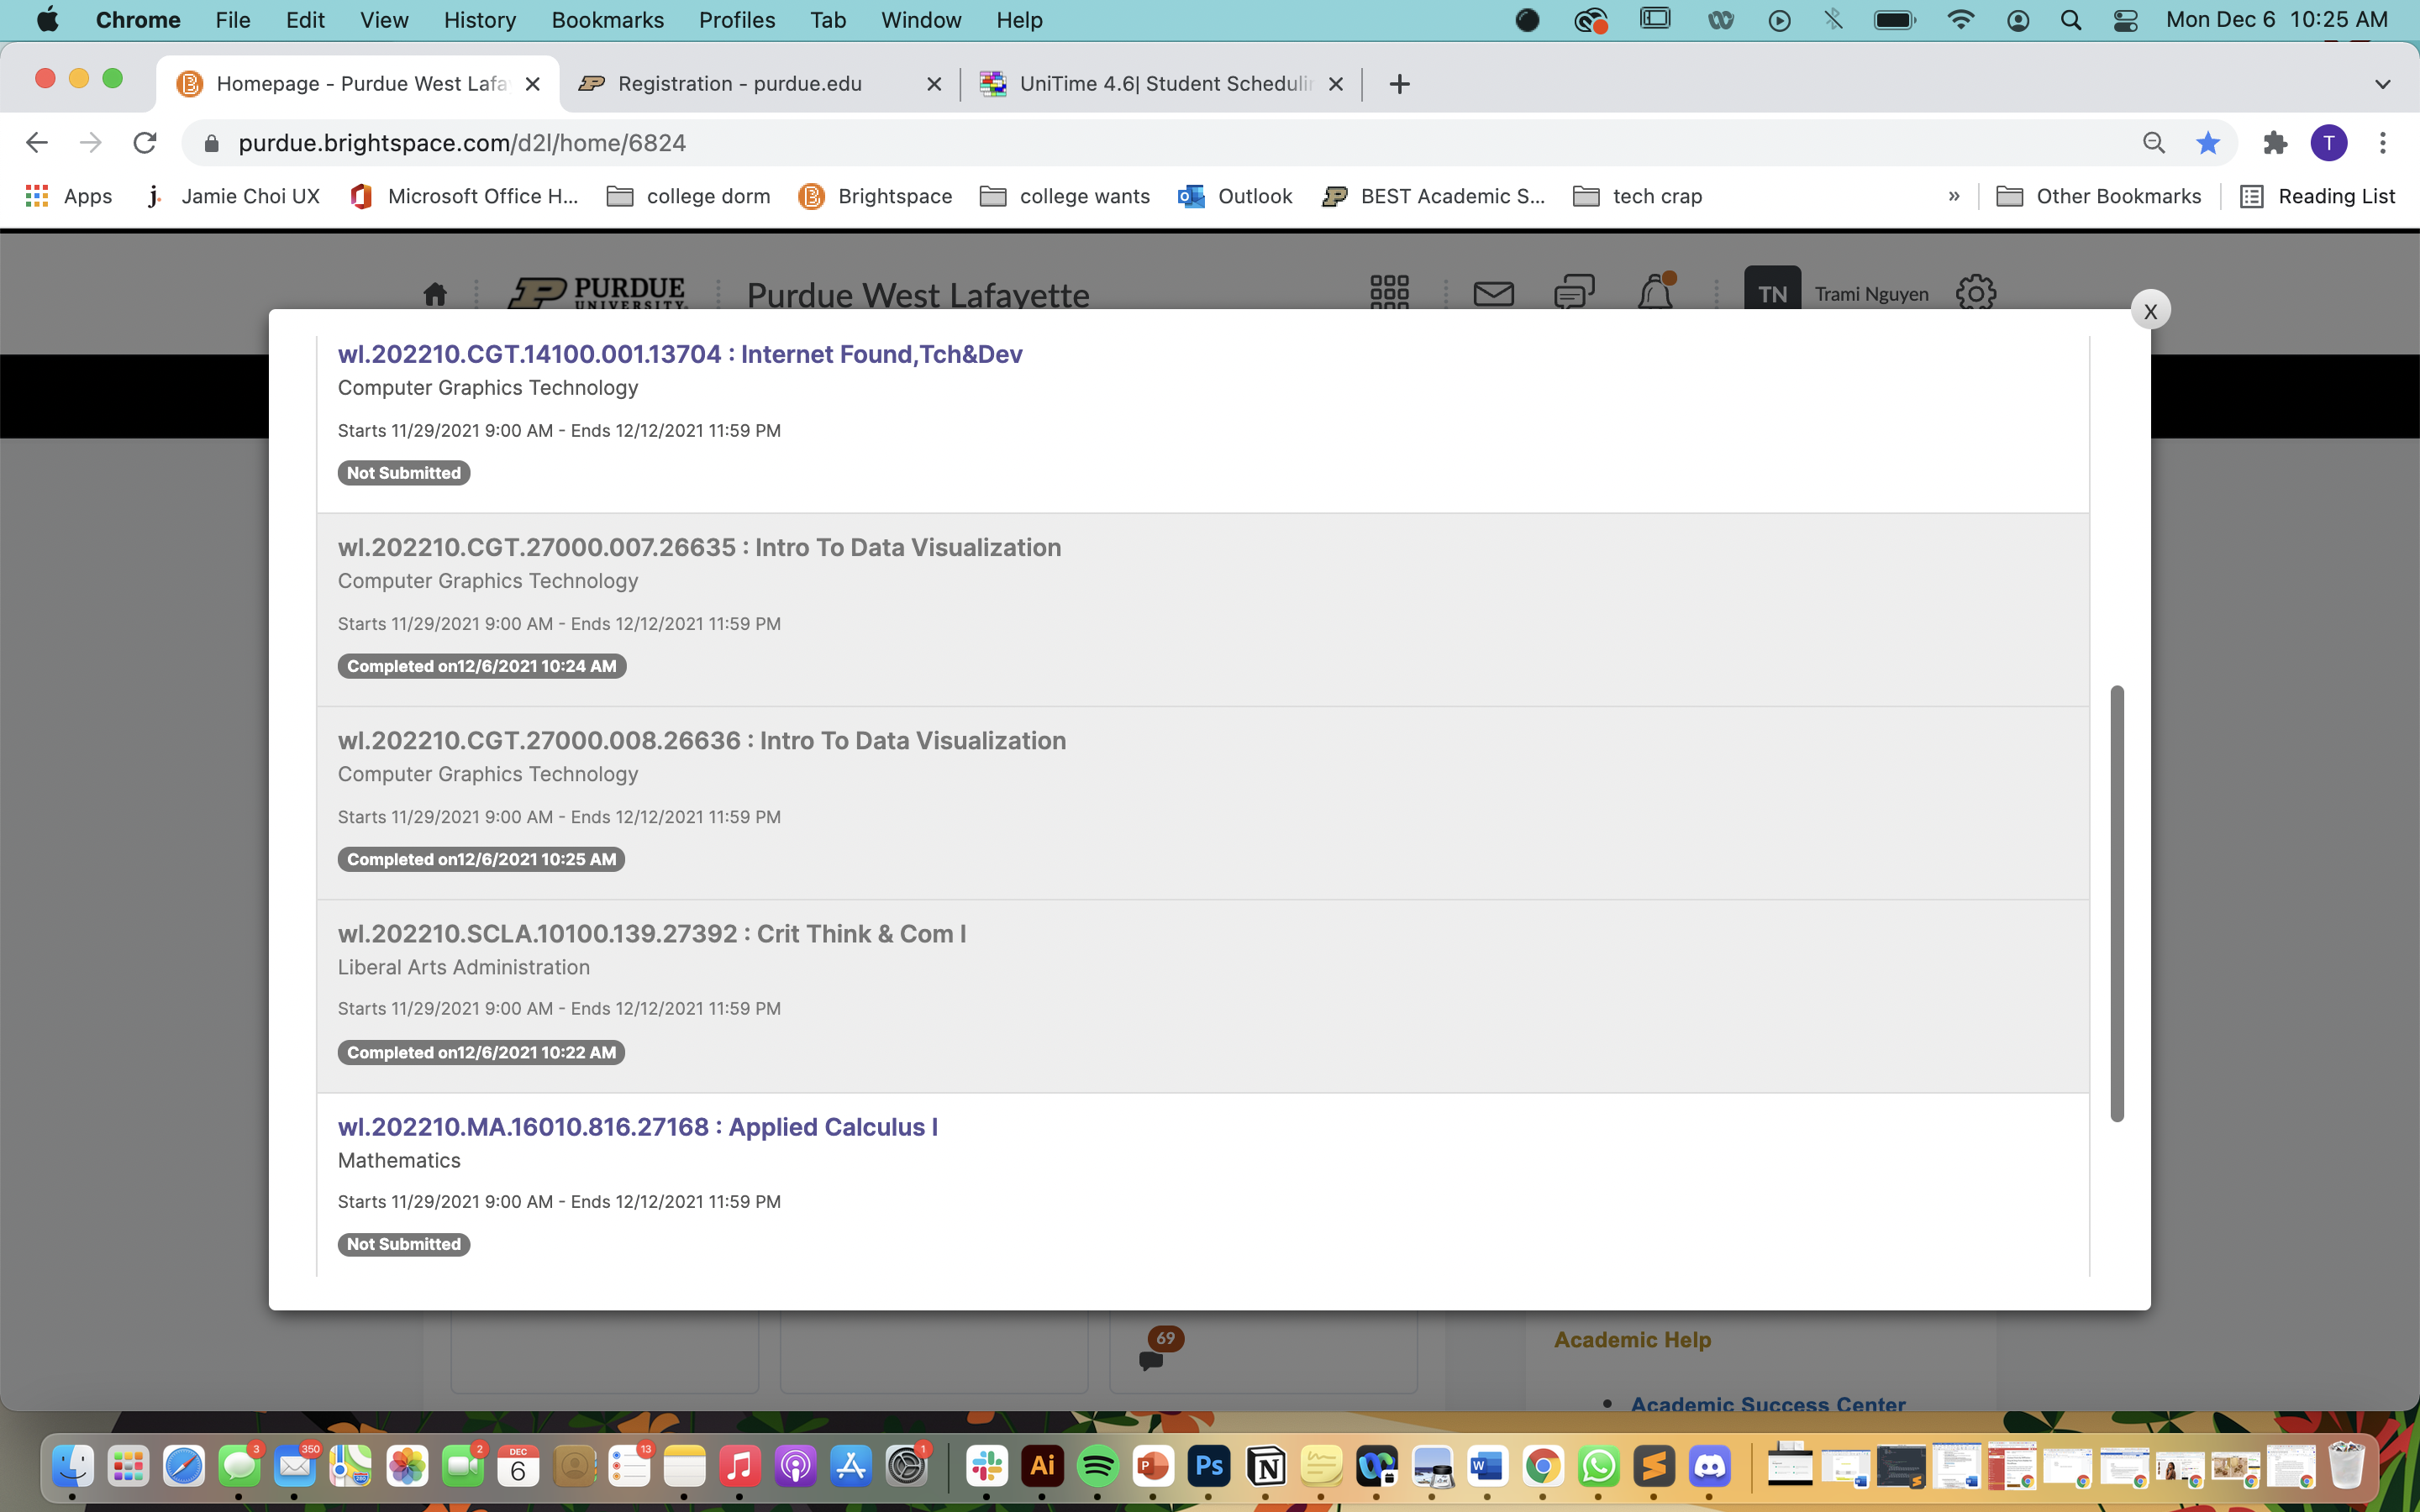 Chrome File Edit View History Bookmarks Profiles Tab Window Help Mon Dec 6 10:25 AM
Homepage - Purdue West Lafa Registration - purdue.edu UniTime 4.6| Student Schedulin
purdue.brightspace.com/d2l/home/6824 T
Apps j. Jamie Choi UX Microsoft Office H... college dorm Brightspace college wants Outlook BEST Academic S... tech crap » Other Bookmarks Reading List
PURDUE UNIVERSITY. Purdue West Lafayette TN Trami Nguyen
x
wl.202210.CGT.14100.001.13704 : Internet Found,Tch&Dev
Computer Graphics Technology
Starts 11/29/2021 9:00 AM - Ends 12/12/2021 11:59 PM
Not Submitted
wl.202210.CGT.27000.007.26635 : Intro To Data Visualization
Computer Graphics Technology
Starts 11/29/2021 9:00 AM - Ends 12/12/2021 11:59 PM
Completed on12/6/2021 10:24 AM
wl.202210.CGT.27000.008.26636 : Intro To Data Visualization
Computer Graphics Technology
Starts 11/29/2021 9:00 AM - Ends 12/12/2021 11:59 PM
Completed on12/6/2021 10:25 AM
wl.202210.SCLA.10100.139.27392 : Crit Think & Com I
Liberal Arts Administration
Starts 11/29/2021 9:00 AM - Ends 12/12/2021 11:59 PM
Completed on12/6/2021 10:22 AM
wl.202210.MA.16010.816.27168 : Applied Calculus I
Mathematics
Starts 11/29/2021 9:00 AM - Ends 12/12/2021 11:59 PM
Not Submitted
69
Academic Help
Academic Success Center
3 350 2 DEC 6 13 1 Ai P Ps N W S